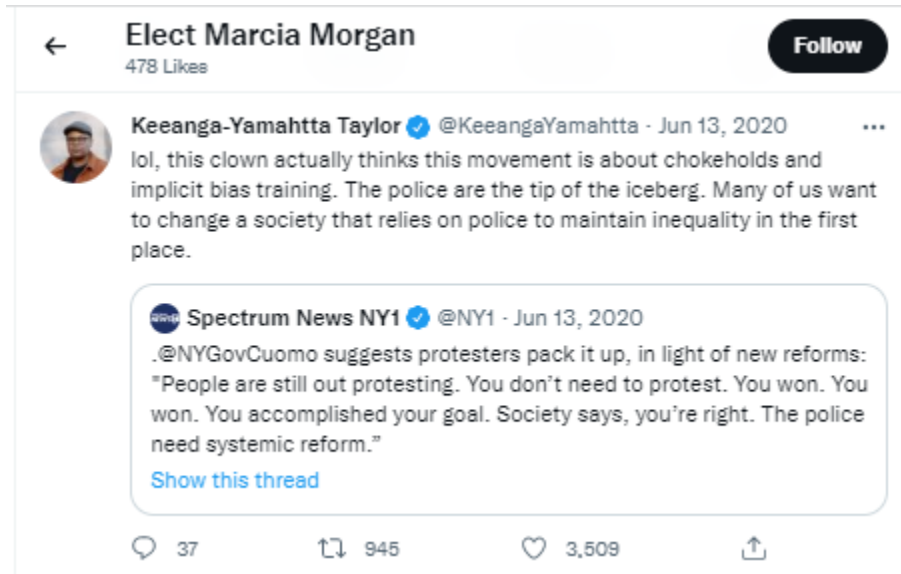 Elect Marcia Morgan
478 Likes
Follow
Keeanga-Yamahtta Taylor @KeeangaYamahtta · Jun 13, 2020
lol, this clown actually thinks this movement is about chokeholds and
implicit bias training. The police are the tip of the iceberg. Many of us want
to change a society that relies on police to maintain inequality in the first
place.
Spectrum News NY1 @NY1 · Jun 13, 2020
.@NYGovCuomo suggests protesters pack it up, in light of new reforms:
"People are still out protesting. You don’t need to protest. You won. You
won. You accomplished your goal. Society says, you’re right. The police
need systemic reform.”
Show this thread
37 945 3,509